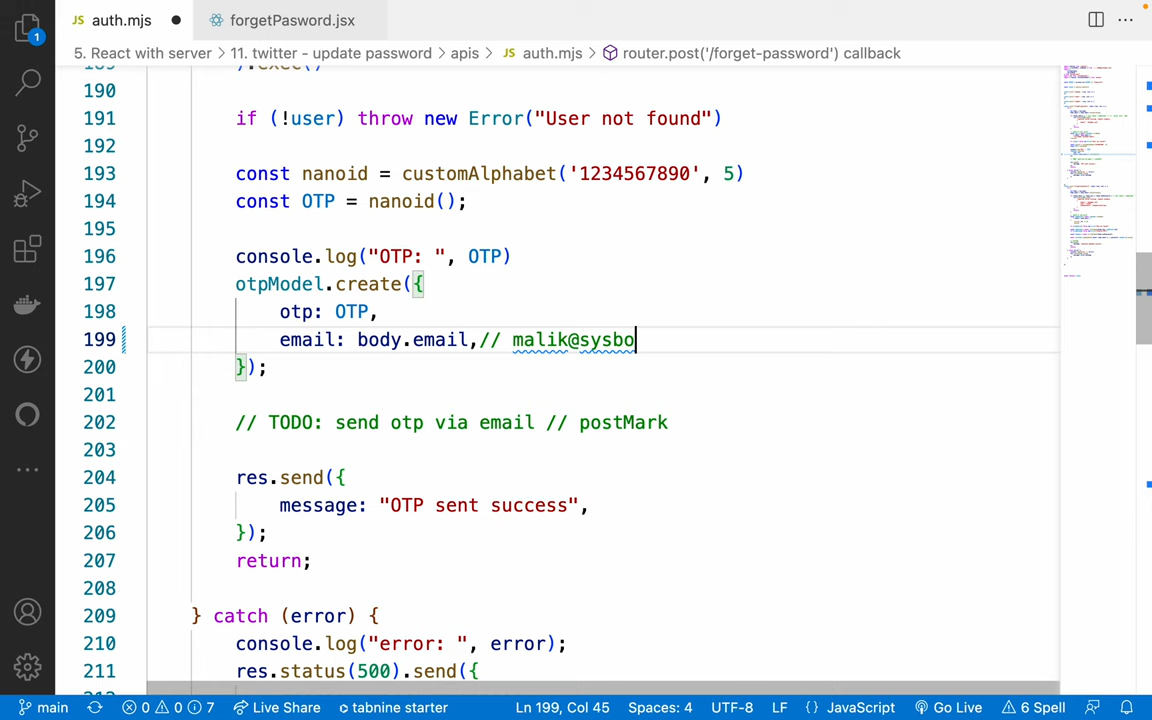 JS auth.mjs ● forgetPasword.jsx
5. React with server > 11. twitter - update password > apis > JS auth.mjs > router.post('/forget-password') callback
1
190
191 if (!user) throw new Error("User not found")
192
193 const nanoid = customAlphabet('1234567890', 5)
194 const OTP = nanoid();
195
196 console.log("OTP: ", OTP)
197 otpModel.create({
198 otp: OTP,
199 email: body.email,// malik@sysbo
200 });
201
202 // TODO: send otp via email // postMark
203
204 res.send({
205 message: "OTP sent success",
206 });
207 return;
208
209 } catch (error) {
210 console.log("error: ", error);
211 res.status(500).send({
main 0 0 7 Live Share tabnine starter Ln 199, Col 45 Spaces: 4 UTF-8 LF {} JavaScript Go Live 6 Spell